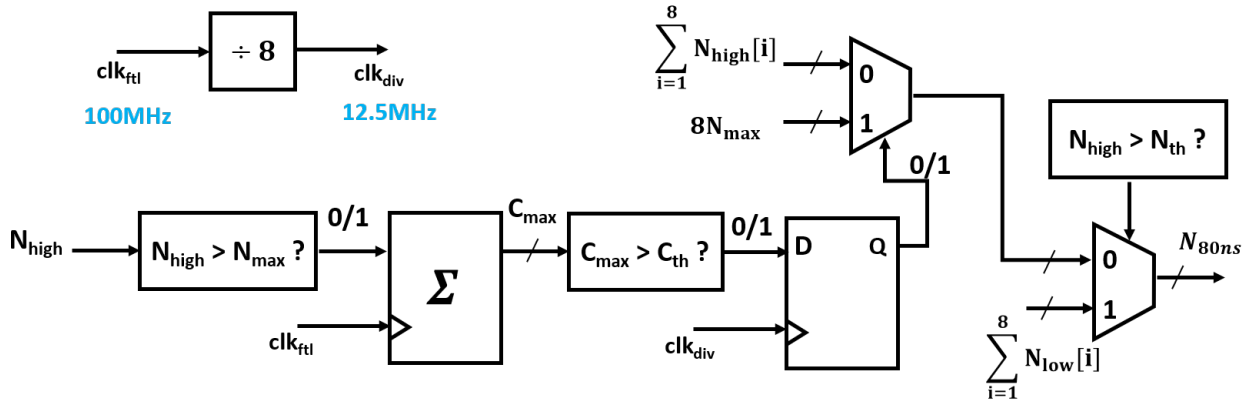 ÷ 8
clk_ftl
clk_div
100MHz
12.5MHz
8
∑ N_high[i]
i=1
0
8N_max
1
0/1
N_high > N_th ?
N_high
N_high > N_max ?
0/1
Σ
clk_ftl
C_max
C_max > C_th ?
0/1
D
Q
clk_div
0
1
N_80ns
8
∑ N_low[i]
i=1